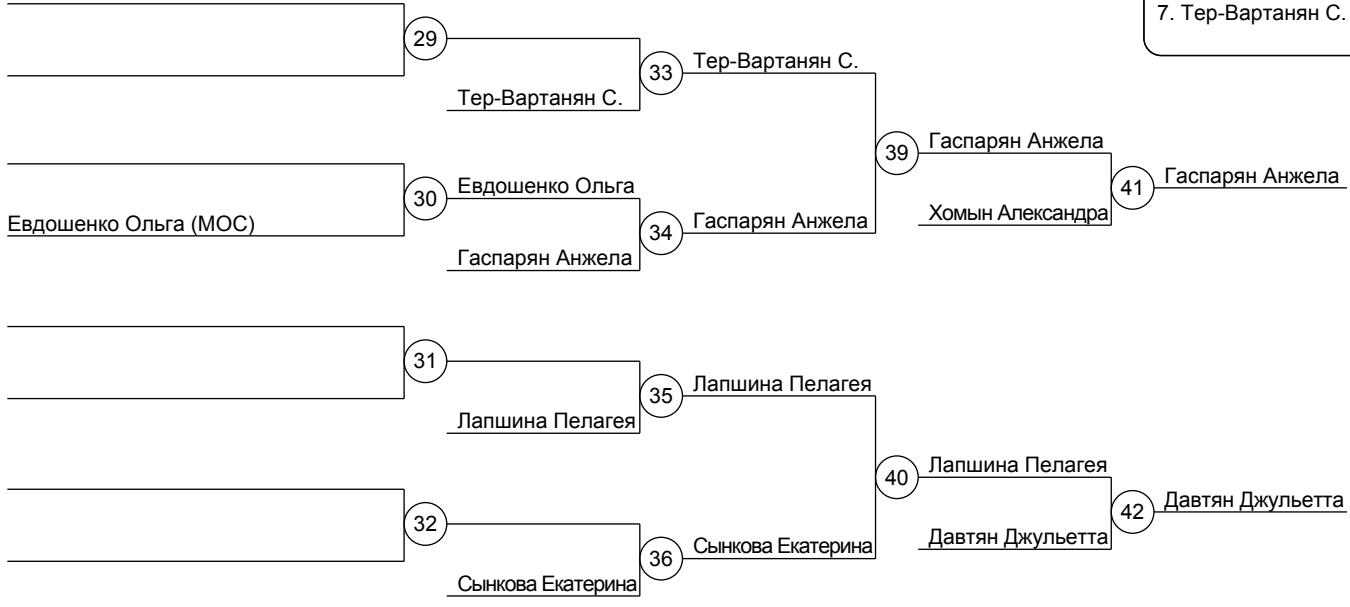 7. Тер-Вартанян С.
29
33
Тер-Вартанян С.
Тер-Вартанян С.
39
Гаспарян Анжела
Евдошенко Ольга (МОС)
30
Евдошенко Ольга
Гаспарян Анжела
34
Гаспарян Анжела
Хомын Александра
41
Гаспарян Анжела
31
Лапшина Пелагея
35
Лапшина Пелагея
40
Лапшина Пелагея
32
Сынкова Екатерина
36
Сынкова Екатерина
Давтян Джульетта
42
Давтян Джульетта